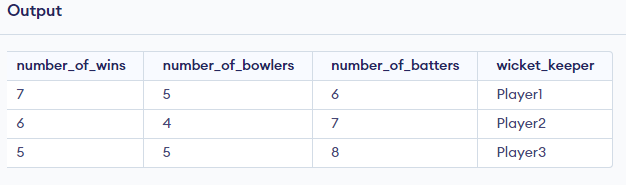 Output
number_of_wins number_of_bowlers number_of_batters wicket_keeper
7 5 6 Player1
6 4 7 Player2
5 5 8 Player3